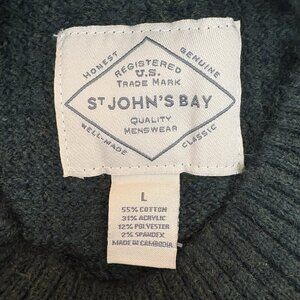 HONEST
GENUINE
REGISTERED
U.S.
TRADE MARK
ST JOHN'S BAY
QUALITY
MENSWEAR
WELL-MADE
CLASSIC
L
55% COTTON
31% ACRYLIC
12% POLYESTER
2% SPANDEX
MADE IN CAMBODIA